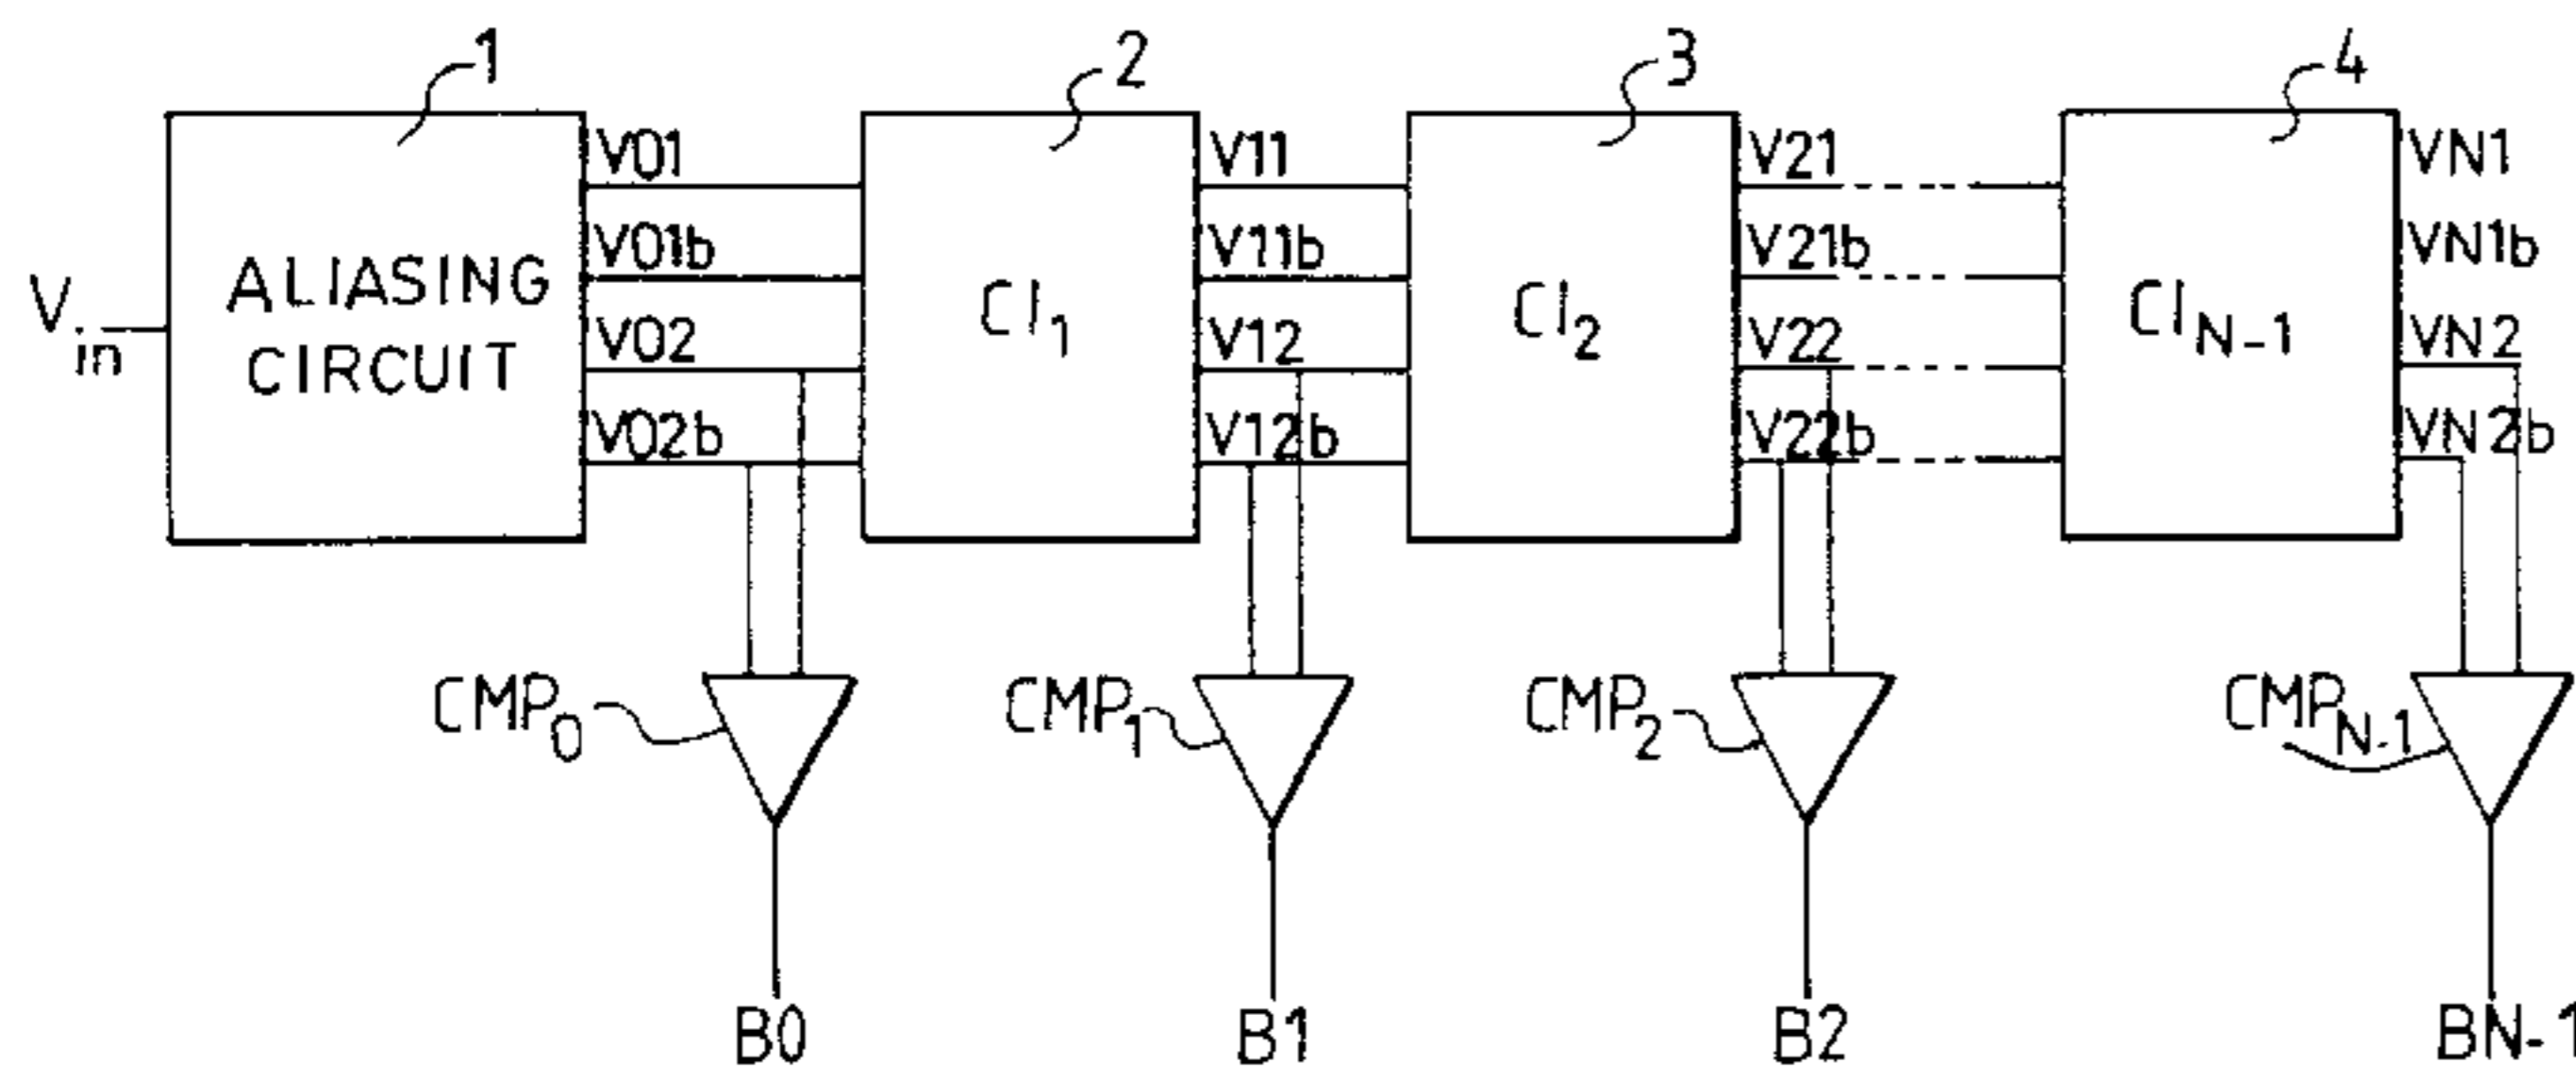 1
2
3
4
V01
V11
V21
VN1
V01b
V11b
V21b
VN1b
Vin
ALIASING
CIRCUIT
CI1
CI2
CIN-1
V02
V12
V22
VN2
V02b
V12b
V22b
VN2b
CMP0
CMP1
CMP2
CMPN-1
B0
B1
B2
BN-1